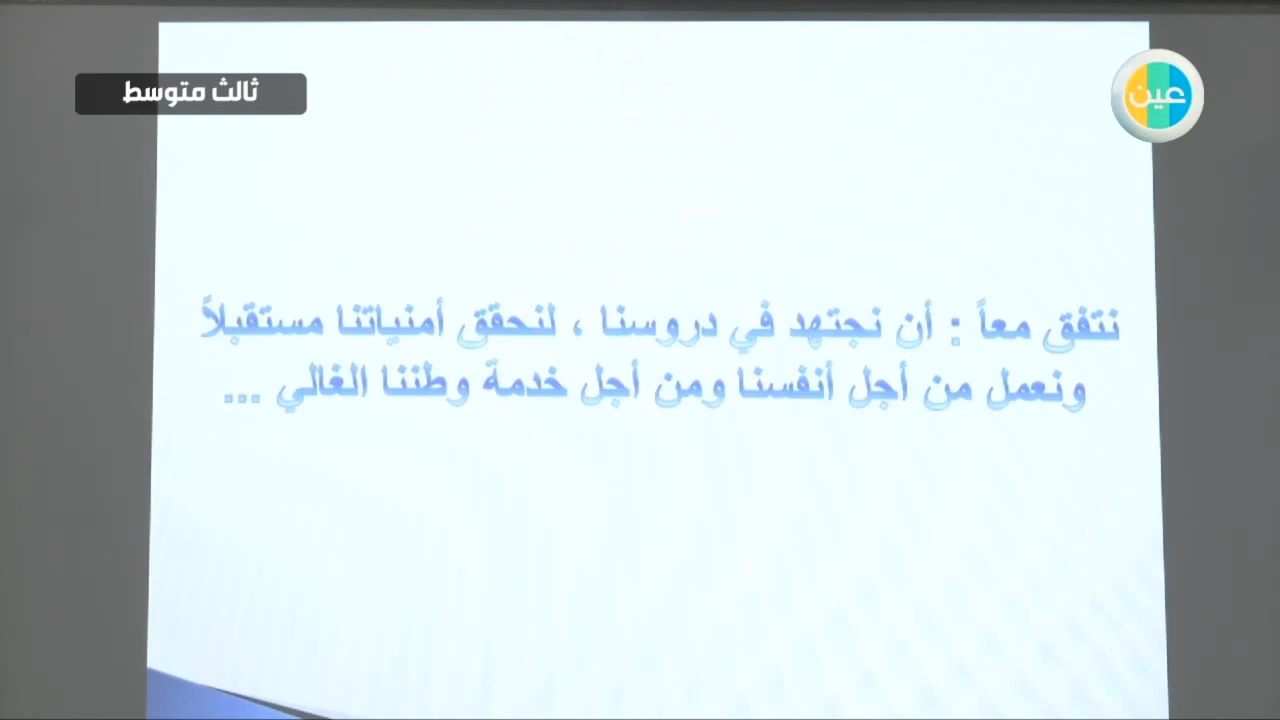 ثالث متوسط
عين
نتفق معاً : أن نجتهد في دروسنا ، لنحقق أمنياتنا مستقبلاً
ونعمل من أجل أنفسنا ومن أجل خدمة وطننا الغالي ...